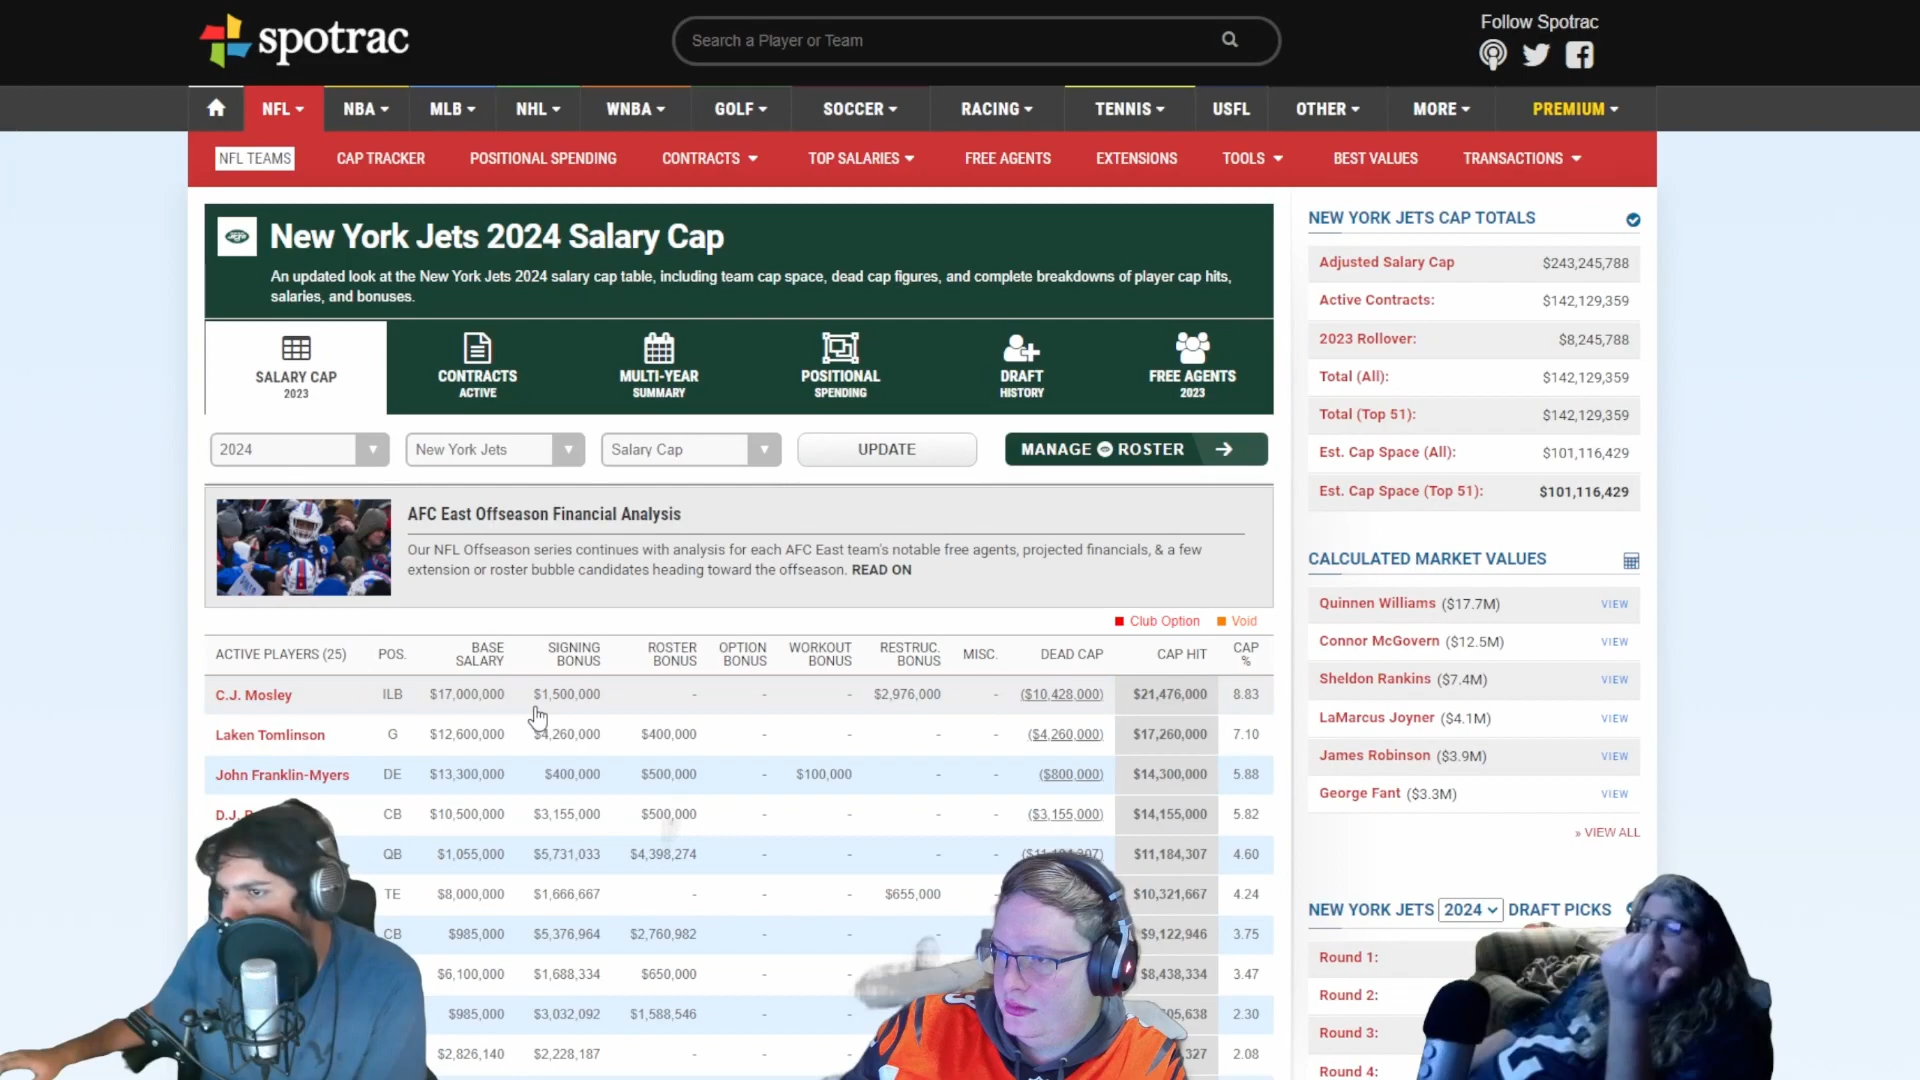 spotrac
Search a Player or Team
Follow Spotrac
NFL NBA MLB NHL WNBA GOLF SOCCER RACING TENNIS USFL OTHER MORE PREMIUM
NFL TEAMS CAP TRACKER POSITIONAL SPENDING CONTRACTS TOP SALARIES FREE AGENTS EXTENSIONS TOOLS BEST VALUES TRANSACTIONS
New York Jets 2024 Salary Cap
An updated look at the New York Jets 2024 salary cap table, including team cap space, dead cap figures, and complete breakdowns of player cap hits,
salaries, and bonuses.
SALARY CAP CONTRACTS MULTI-YEAR POSITIONAL DRAFT FREE AGENTS
2023 ACTIVE SUMMARY SPENDING HISTORY 2023
2024 New York Jets Salary Cap UPDATE MANAGE ROSTER
AFC East Offseason Financial Analysis
Our NFL Offseason series continues with analysis for each AFC East team's notable free agents, projected financials, & a few
extension or roster bubble candidates heading toward the offseason. READ ON
Club Option Void
ACTIVE PLAYERS (25) POS. BASE SALARY SIGNING BONUS ROSTER BONUS OPTION BONUS WORKOUT BONUS RESTRUC. BONUS MISC. DEAD CAP CAP HIT CAP %
C.J. Mosley ILB $17,000,000 $1,500,000 - - - $2,976,000 - ($10,428,000) $21,476,000 8.83
Laken Tomlinson G $12,600,000 $4,260,000 $400,000 - - - - ($4,260,000) $17,260,000 7.10
John Franklin-Myers DE $13,300,000 $400,000 $500,000 - $100,000 - - ($800,000) $14,300,000 5.88
D.J. CB $10,500,000 $3,155,000 $500,000 - - - - ($3,155,000) $14,155,000 5.82
QB $1,055,000 $5,731,033 $4,398,274 - - - - $11,184,307 4.60
TE $8,000,000 $1,666,667 - - - $655,000 - $10,321,667 4.24
CB $985,000 $5,376,964 $2,760,982 - - - $9,122,946 3.75
$6,100,000 $1,688,334 $650,000 - - - $8,438,334 3.47
$985,000 $3,032,092 $1,588,546 - - 2.30
$2,826,140 $2,228,187 - - - 2.08
NEW YORK JETS CAP TOTALS
Adjusted Salary Cap $243,245,788
Active Contracts: $142,129,359
2023 Rollover: $8,245,788
Total (All): $142,129,359
Total (Top 51): $142,129,359
Est. Cap Space (All): $101,116,429
Est. Cap Space (Top 51): $101,116,429
CALCULATED MARKET VALUES
Quinnen Williams ($17.7M) VIEW
Connor McGovern ($12.5M) VIEW
Sheldon Rankins ($7.4M) VIEW
LaMarcus Joyner ($4.1M) VIEW
James Robinson ($3.9M) VIEW
George Fant ($3.3M) VIEW
» VIEW ALL
NEW YORK JETS 2024 DRAFT PICKS
Round 1:
Round 2:
Round 3:
Round 4: